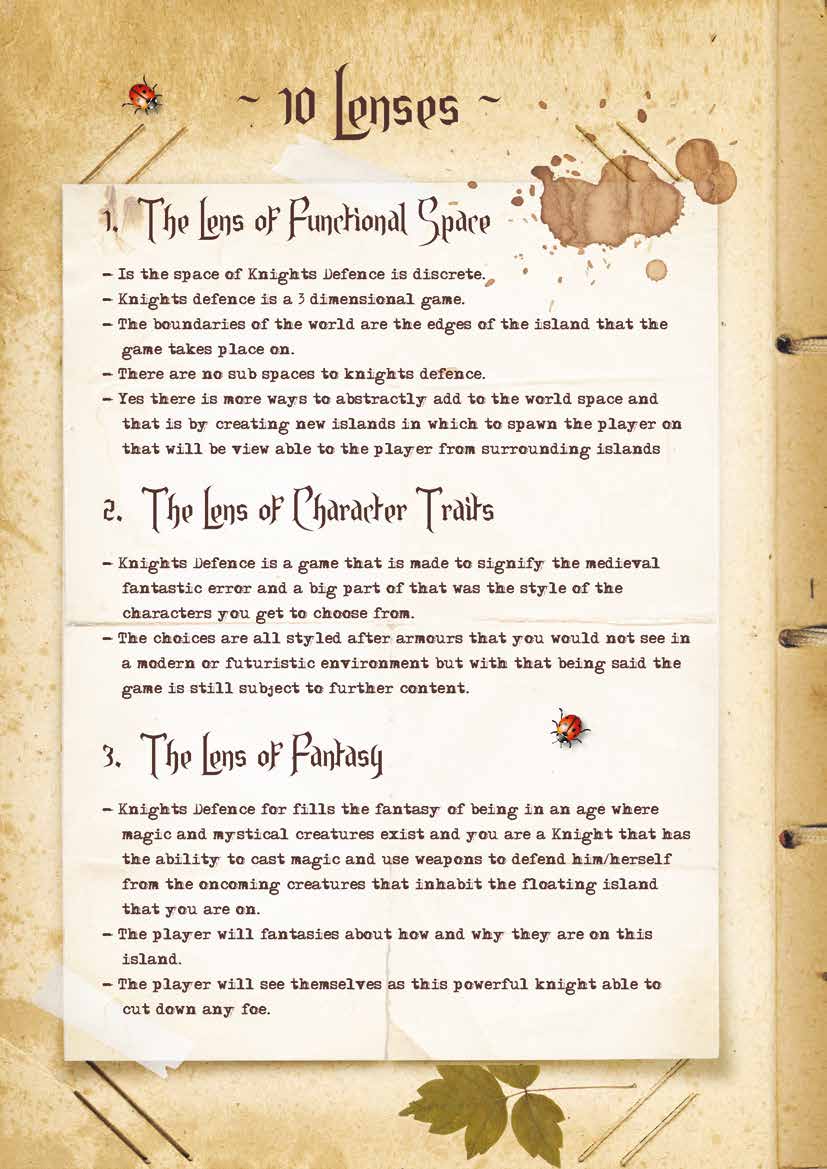 ~ 10 Lenses ~
1. The Lens of Functional Space
- Is the space of Knights Defence is discrete.
- Knights defence is a 3 dimensional game.
- The boundaries of the world are the edges of the island that the
game takes place on.
- There are no sub spaces to knights defence.
- Yes there is more ways to abstractly add to the world space and
that is by creating new islands in which to spawn the player on
that will be view able to the player from surrounding islands
2. The Lens of Character Traits
- Knights Defence is a game that is made to signify the medieval
fantastic error and a big part of that was the style of the
characters you get to choose from.
- The choices are all styled after armours that you would not see in
a modern or futuristic environment but with that being said the
game is still subject to further content.
3. The Lens of Fantasy
- Knights Defence for fills the fantasy of being in an age where
magic and mystical creatures exist and you are a Knight that has
the ability to cast magic and use weapons to defend him/herself
from the oncoming creatures that inhabit the floating island
that you are on.
- The player will fantasies about how and why they are on this
island.
- The player will see themselves as this powerful knight able to
cut down any foe.